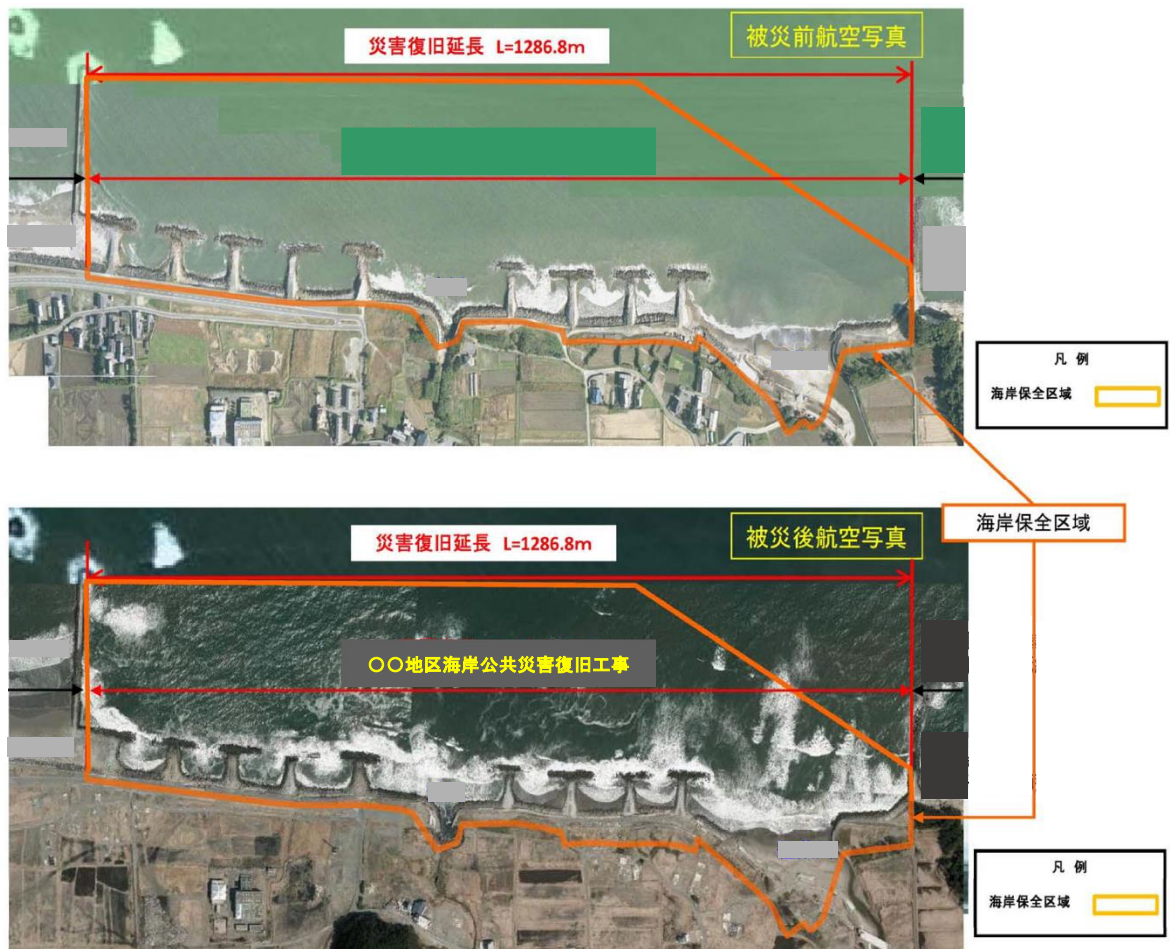 災害復旧延長 L=1286.8m
被災前航空写真
凡 例
海岸保全区域
海岸保全区域
災害復旧延長 L=1286.8m
被災後航空写真
〇〇地区海岸公共災害復旧工事
凡 例
海岸保全区域